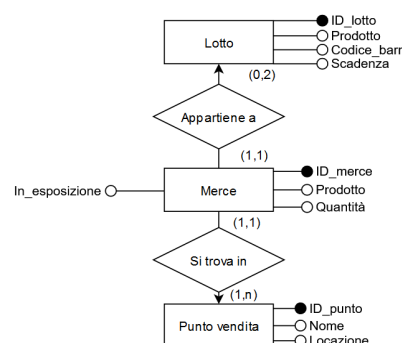 ID_lotto
Prodotto
Lotto
Codice_barr
Scadenza
(0,2)
Appartiene a
(1,1)
ID_merce
In_esposizione
Merce
Prodotto
Quantità
(1,1)
Si trova in
(1,n)
ID_punto
Punto vendita
Nome
Locazione